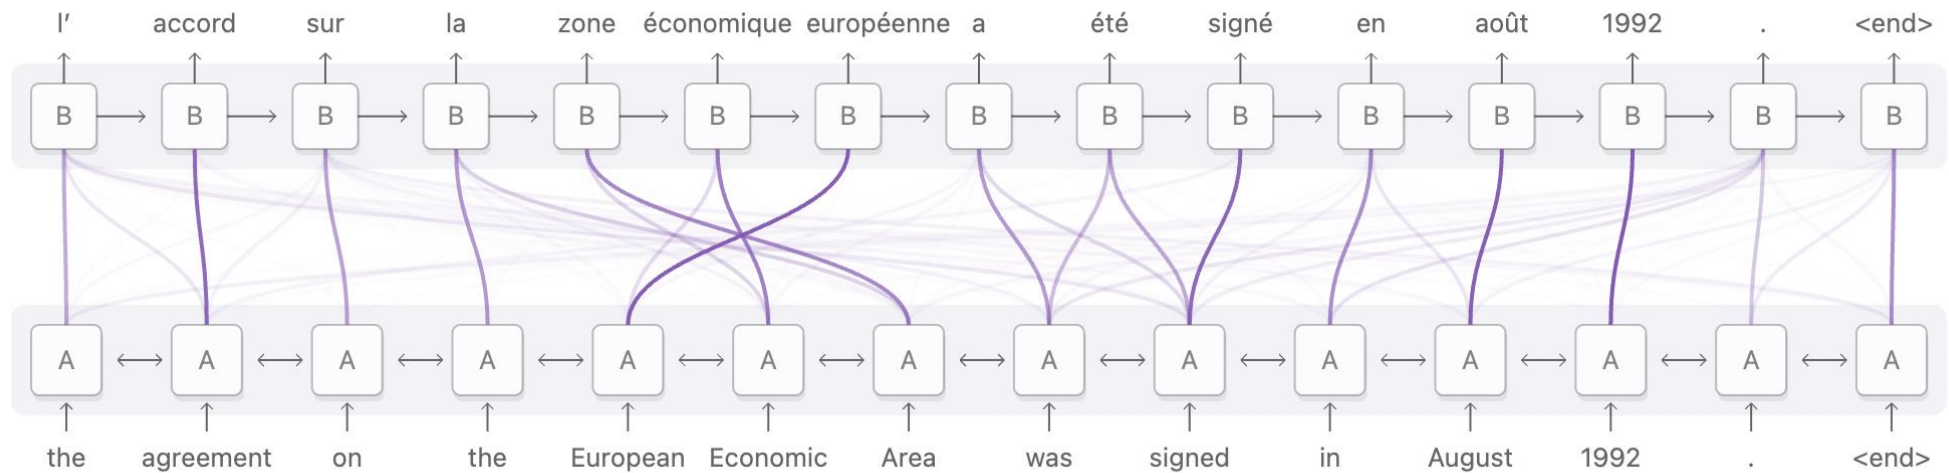 l' accord sur la zone économique européenne a été signé en août 1992 . <end>
B B B B B B B B B B B B B B B
A A A A A A A A A A A A A A
the agreement on the European Economic Area was signed in August 1992 . <end>